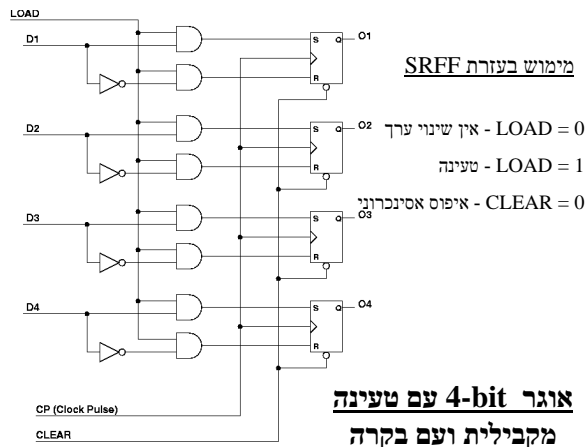 LOAD
D1
S Q O1
R
מימוש בעזרת SRFF
D2
S Q O2
R
LOAD = 0 - אין שינוי ערך
LOAD = 1 - טעינה
CLEAR = 0 - איפוס אסינכרוני
D3
S Q O3
R
D4
S Q O4
R
CP (Clock Pulse)
CLEAR
אוגר 4-bit עם טעינה
מקבילית ועם בקרה